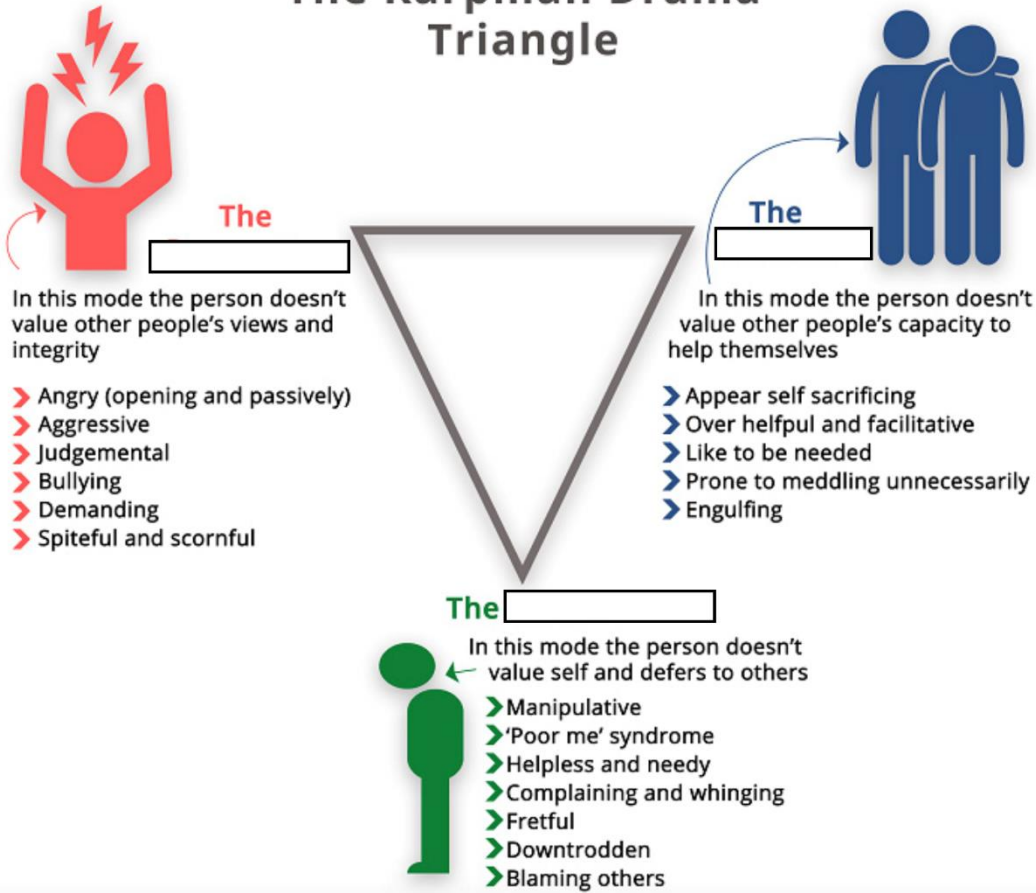 The Karpman Drama
Triangle
The
In this mode the person doesn't
value other people's views and
integrity
Angry (opening and passively)
Aggressive
Judgemental
Bullying
Demanding
Spiteful and scornful
The
In this mode the person doesn't
value other people's capacity to
help themselves
Appear self sacrificing
Over helfpul and facilitative
Like to be needed
Prone to meddling unnecessarily
Engulfing
The
In this mode the person doesn't
value self and defers to others
Manipulative
'Poor me' syndrome
Helpless and needy
Complaining and whinging
Fretful
Downtrodden
Blaming others